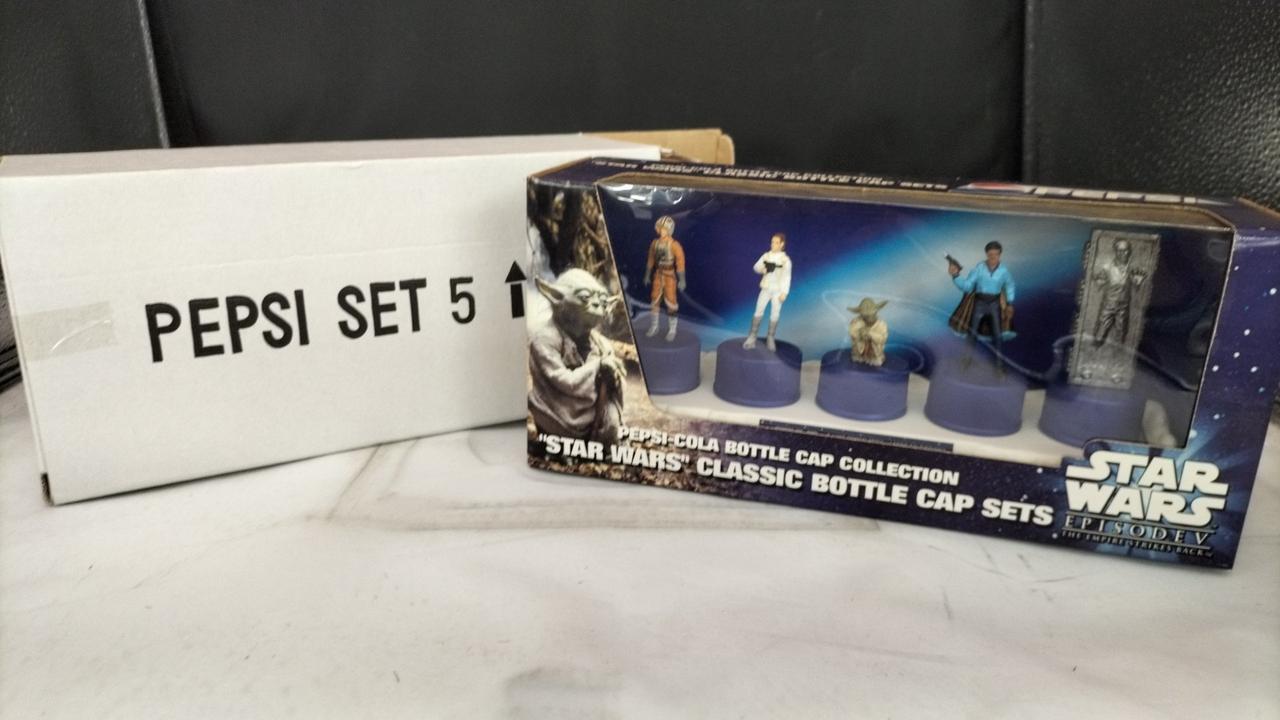 PEPSI SET 5
PEPSI
PEPSI-COLA BOTTLE CAP COLLECTION
"STAR WARS" CLASSIC BOTTLE CAP SETS
STAR
WARS
EPISODE V
THE EMPIRE STRIKES BACK